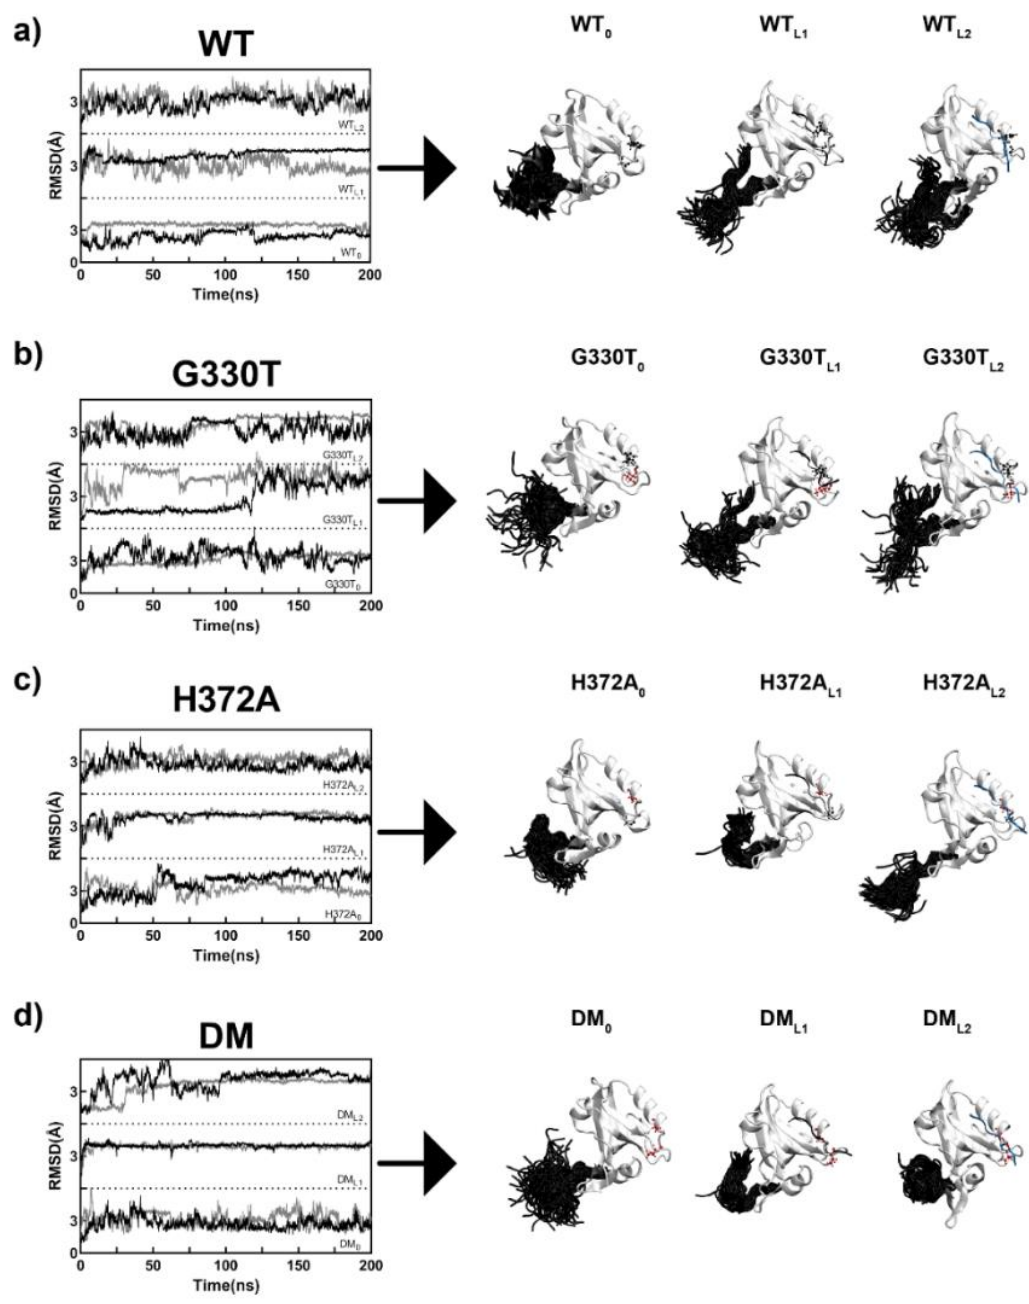 a)
WT
WT0
WTL1
WTL2
RMSD(Å)
3
WTL2
3
WTL1
3
WT0
0
0 50 100 150 200
Time(ns)
b)
G330T
G330T0
G330TL1
G330TL2
RMSD(Å)
3
G330TL2
3
G330TL1
3
G330T0
0
0 50 100 150 200
Time(ns)
c)
H372A
H372A0
H372AL1
H372AL2
RMSD(Å)
3
H372AL2
3
H372AL1
3
H372A0
0
0 50 100 150 200
Time(ns)
d)
DM
DM0
DML1
DML2
RMSD(Å)
3
DML2
3
DML1
3
DM0
0
0 50 100 150 200
Time(ns)